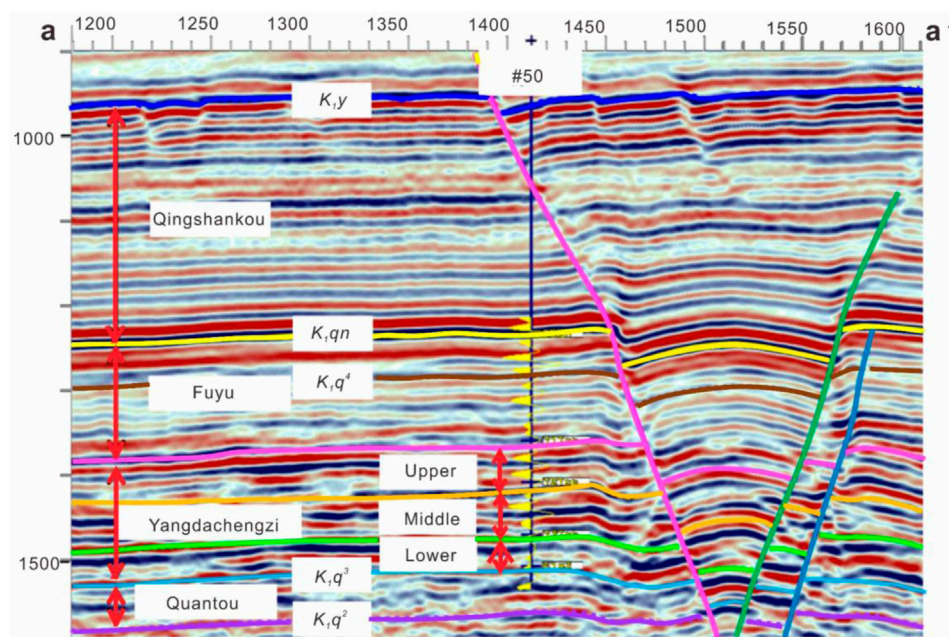 1200 1250 1300 1350 1400 1450 1500 1550 1600
a a'
#50
K₁y
1000
Qingshankou
K₁qn
K₁q⁴
Fuyu
Upper
Middle
Yangdachengzi
Lower
1500
K₁q³
Quantou
K₁q²